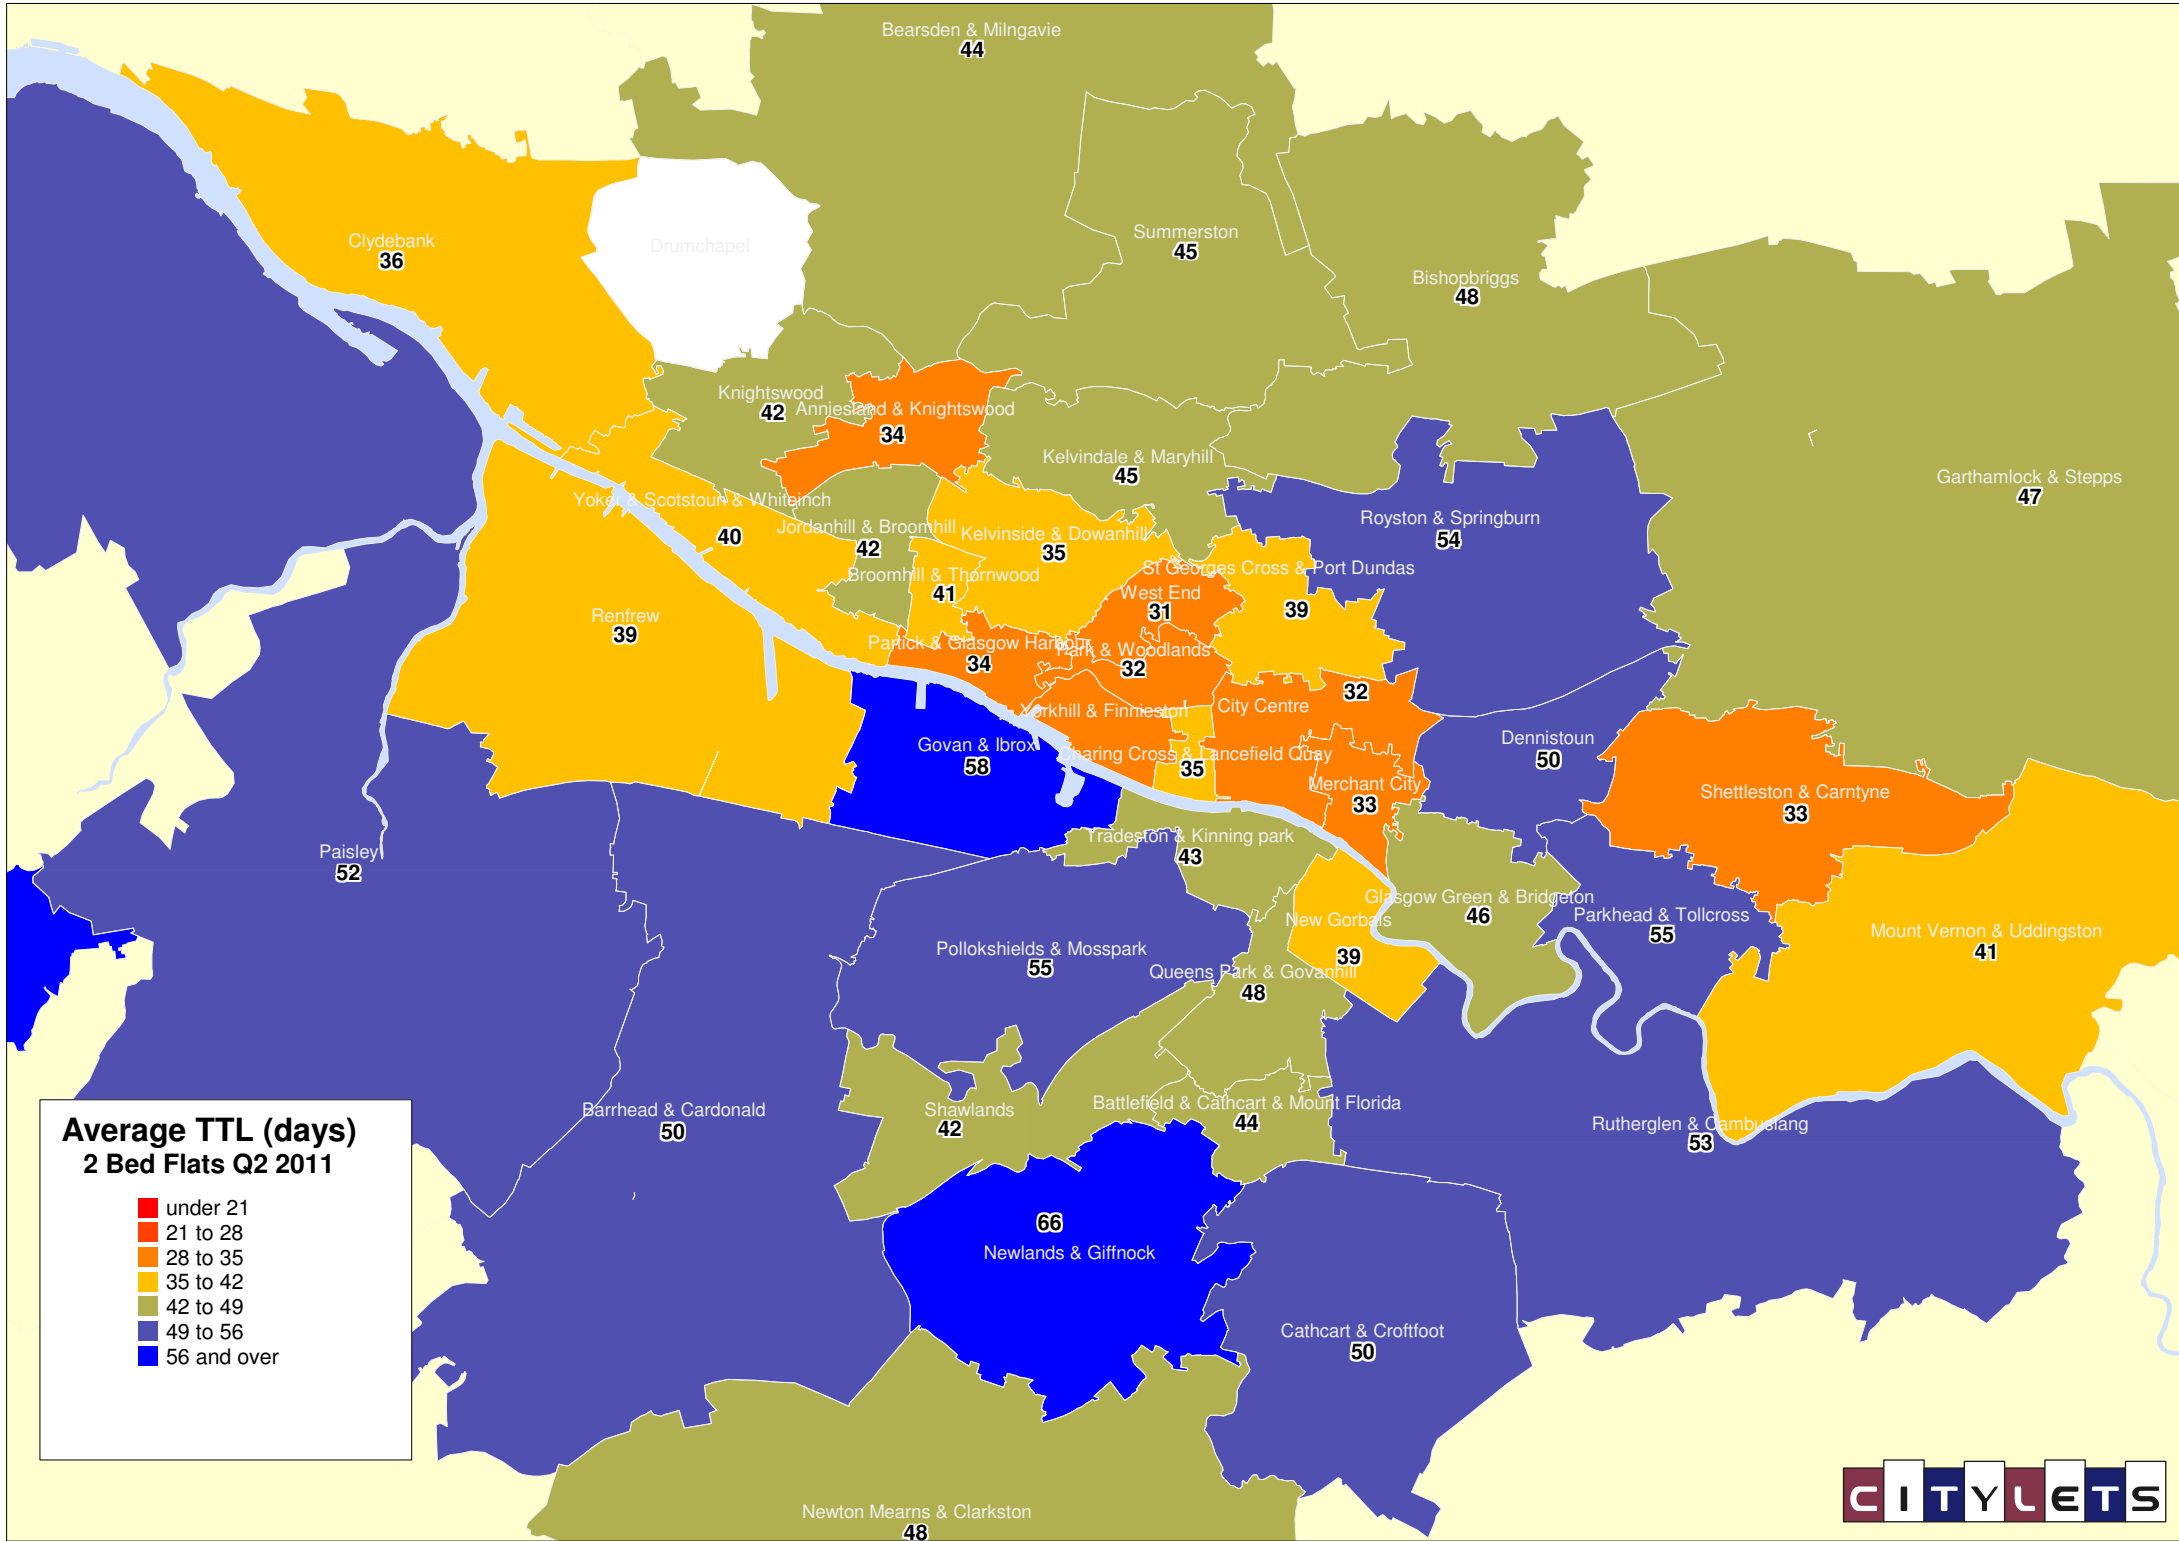 Bearsden & Milngavie
44
Clydebank
36
Drumchapel
Summerston
45
Bishopbriggs
48
Knightswood
42
Anniesland & Knightswood
34
Kelvindale & Maryhill
45
Garthamlock & Stepps
47
Yoker & Scotstoun & Whiteinch
40
Jordanhill & Broomhill
42
Kelvinside & Dowanhill
35
Royston & Springburn
54
St Georges Cross & Port Dundas
39
Broomhill & Thornwood
41
West End
31
Renfrew
39
Partick & Glasgow Harbour
34
Park & Woodlands
32
City Centre
32
Yorkhill & Finnieston
Govan & Ibrox
58
Charing Cross & Lancefield Quay
35
Dennistoun
50
Merchant City
33
Shettleston & Carntyne
33
Tradeston & Kinning park
43
Paisley
52
Glasgow Green & Bridgeton
46
Parkhead & Tollcross
55
New Gorbals
39
Mount Vernon & Uddingston
41
Pollokshields & Mosspark
55
Queens Park & Govanhill
48
Barrhead & Cardonald
50
Shawlands
42
Battlefield & Cathcart & Mount Florida
44
Rutherglen & Cambuslang
53
66
Newlands & Giffnock
Cathcart & Croftfoot
50
Newton Mearns & Clarkston
48
Average TTL (days)
2 Bed Flats Q2 2011
under 21
21 to 28
28 to 35
35 to 42
42 to 49
49 to 56
56 and over
CITYLETS